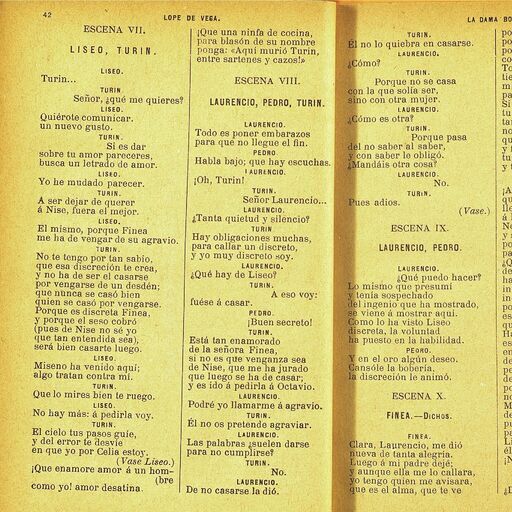 42
LOPE DE VEGA.
ESCENA VII.
LISEO, TURIN.
LISEO.
Turin...
TURIN.
Señor, ¿qué me quieres?
LISEO.
Quiérote comunicar.
un nuevo gusto.
TURIN.
Si es dar
sobre tu amor pareceres,
busca un letrado de amor.
LISEO.
Yo he mudado parecer.
TURIN.
A ser dejar de querer
á Nise, fuera el mejor.
LISEO.
El mismo, porque Finea
me ha de vengar de su agravio.
TURIN.
No te tengo por tan sabio,
que esa discreción te crea,
y no ha de ser el casarse
por vengarse de un desdén;
que nunca se casó bien
quien se casó por vengarse.
Porque es discreta Finea,
y porque el seso cobró
(pues de Nise no sé yo
que tan entendida sea),
será bien casarte luego.
LISEO.
Miseno ha venido aquí;
algo tratan contra mí.
TURIN.
Que lo mires bien te ruego.
LISEO.
No hay más: á pedirla voy.
TURIN.
El cielo tus pasos guíe,
y del error te desvíe
en que yo por Celia estoy.
(Vase Liseo.)
¡Que enamore amor á un hom-
(bre
como yo! amor desatina.
¡Que una ninfa de cocina,
para blasón de su nombre
ponga: «Aquí murió Turin,
entre sartenes y cazos!»
ESCENA VIII.
LAURENCIO, PEDRO, TURIN.
LAURENCIO.
Todo es poner embarazos
para que no llegue el fin.
PEDRO.
Habla bajo; que hay escuchas.
LAURENCIO.
¡Oh, Turin!
TURIN.
Señor Laurencio...
LAURENCIO.
¿Tanta quietud y silencio?
TURIN
Hay obligaciones muchas,
para callar un discreto,
y yo muy discreto soy.
LAURENCIO.
¿Qué hay de Liseo?
TURIN.
A eso voy:
fuése á casar.
PEDRO.
¡Buen secreto!
TURIN.
Está tan enamorado
de la señora Finea,
si no es que venganza sea
de Nise, que me ha jurado
que luego se ha de casar;
y es ido á pedirla á Octavio.
LAURENCIO.
Podré yo llamarme á agravio.
TURIN.
Él no os pretende agraviar.
LAURENCIO.
Las palabras ¿suelen darse
para no cumplirse?
TURIN.
No.
LAURENCIO.
De no casarse la dió.
LA DAMA BO
TURIN.
Él no lo quiebra en casarse.
LAURENCIO.
¿Cómo?
TURIN.
Porque no se casa
con la que solía ser,
sino con otra mujer.
LAURENCIO.
¿Cómo es otra?
TURIN.
Porque pasa
del no saber al saber,
y con saber le obligó.
¿Mandáis otra cosa?
LAURENCIO.
No.
TURIN.
Pues adios.
(Vase.)
ESCENA IX.
LAURENCIO, PEDRO.
LAURENCIO.
¿Qué puedo hacer?
Lo mismo que presumí
y tenía sospechado
del ingenio que ha mostrado,
se viene á mostrar aquí.
Como lo ha visto Liseo
discreta, la voluntad
ha puesto en la habilidad.
PEDRO.
Y en el oro algún deseo.
Cansóle la bobería,
la discreción le animó.
ESCENA X.
FINEA.—DICHOS.
FINEA.
Clara, Laurencio, me dió
nueva de tanta alegría.
Luego á mi padre dejé;
y aunque ella me lo callara,
yo tengo quien me avisara,
que es el alma, que te ve